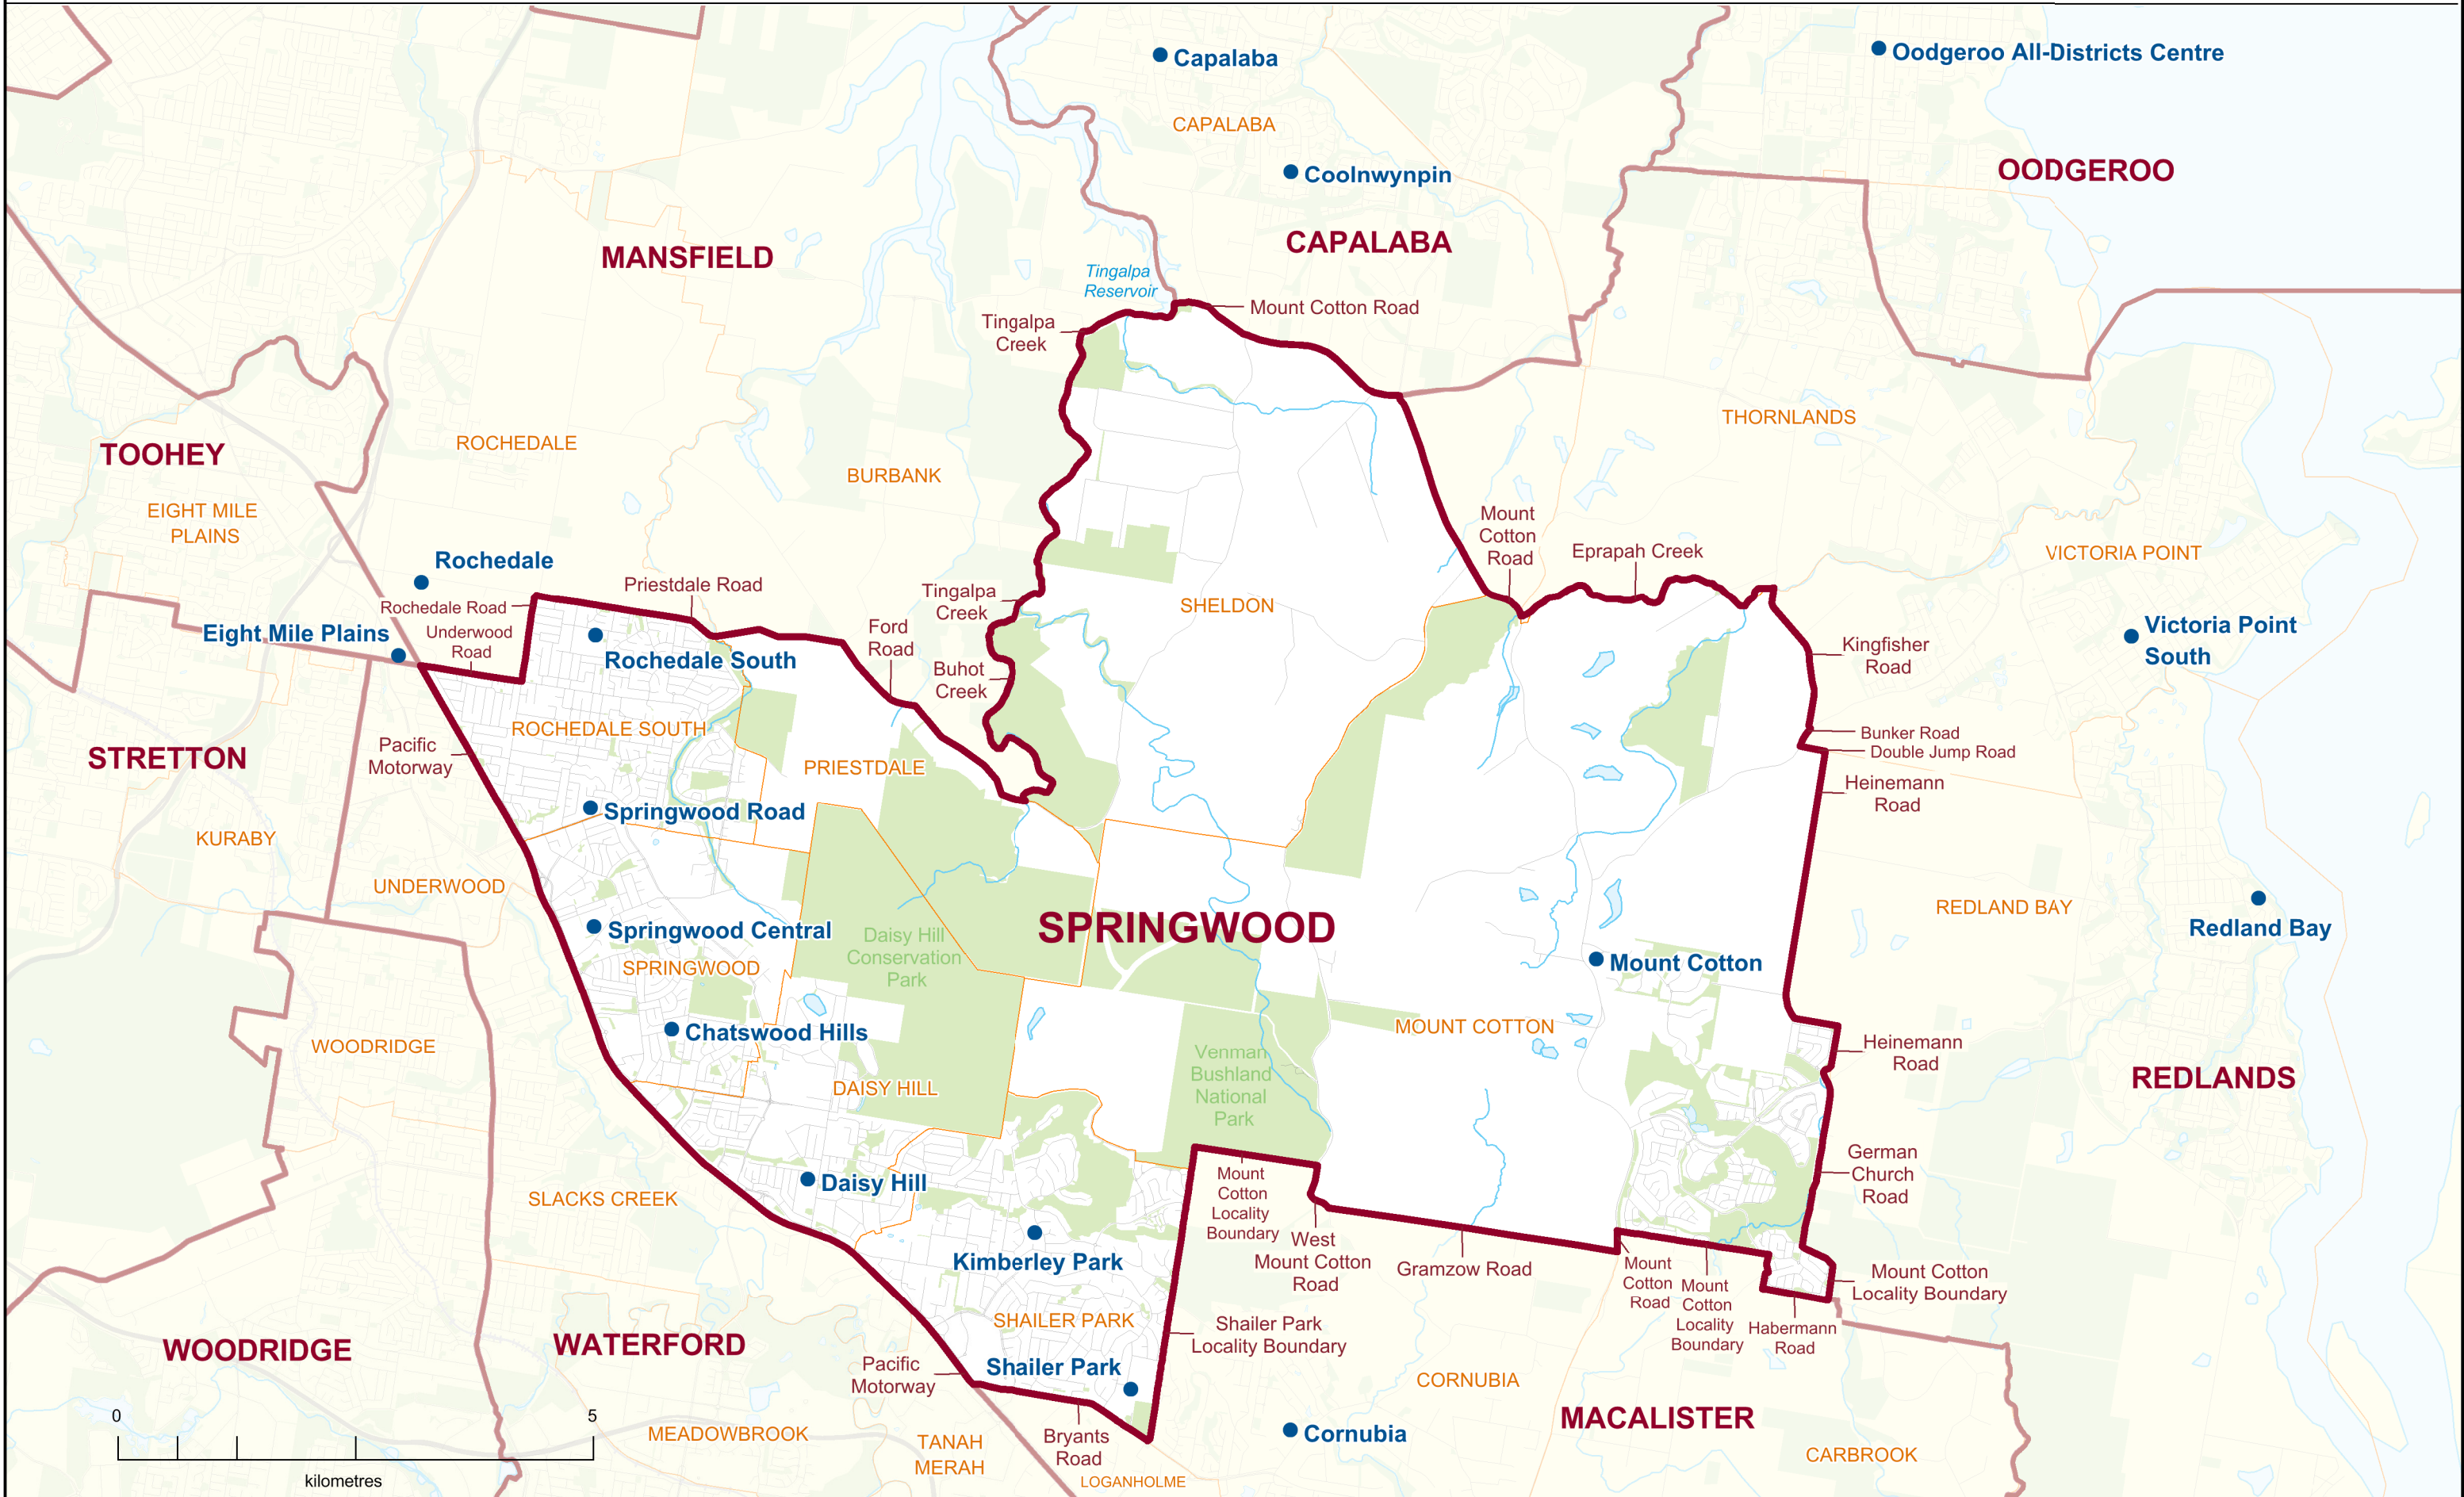 Capalaba
Oodgeroo All-Districts Centre
CAPALABA
Coolnwynpin
OODGEROO
MANSFIELD
CAPALABA
Tingalpa
Reservoir
Mount Cotton Road
Tingalpa
Creek
THORNLANDS
TOOHEY
ROCHEDALE
BURBANK
EIGHT MILE
PLAINS
Mount
Cotton
Road
Eprapah Creek
VICTORIA POINT
Rochedale
Priestdale Road
Rochedale Road
Tingalpa
Creek
SHELDON
Eight Mile Plains
Underwood
Road
Rochedale South
Ford
Road
Buhot
Creek
Kingfisher
Road
Victoria Point
South
ROCHEDALE SOUTH
Bunker Road
Double Jump Road
STRETTON
Pacific
Motorway
PRIESTDALE
Heinemann
Road
Springwood Road
KURABY
UNDERWOOD
REDLAND BAY
Redland Bay
SPRINGWOOD
Springwood Central
Daisy Hill
Conservation
Park
SPRINGWOOD
Mount Cotton
Chatswood Hills
MOUNT COTTON
WOODRIDGE
Venman
Bushland
National
Park
Heinemann
Road
REDLANDS
DAISY HILL
Daisy Hill
SLACKS CREEK
Mount
Cotton
Locality
Boundary
German
Church
Road
Kimberley Park
West
Mount Cotton
Road
Gramzow Road
Mount
Cotton
Road
Mount
Cotton
Locality
Boundary
Mount Cotton
Locality Boundary
Habermann
Road
SHAILER PARK
Shailer Park
Locality Boundary
WOODRIDGE
WATERFORD
Pacific
Motorway
Shailer Park
CORNUBIA
MACALISTER
0 5
kilometres
MEADOWBROOK
TANAH
MERAH
Bryants
Road
Cornubia
CARBROOK
LOGANHOLME